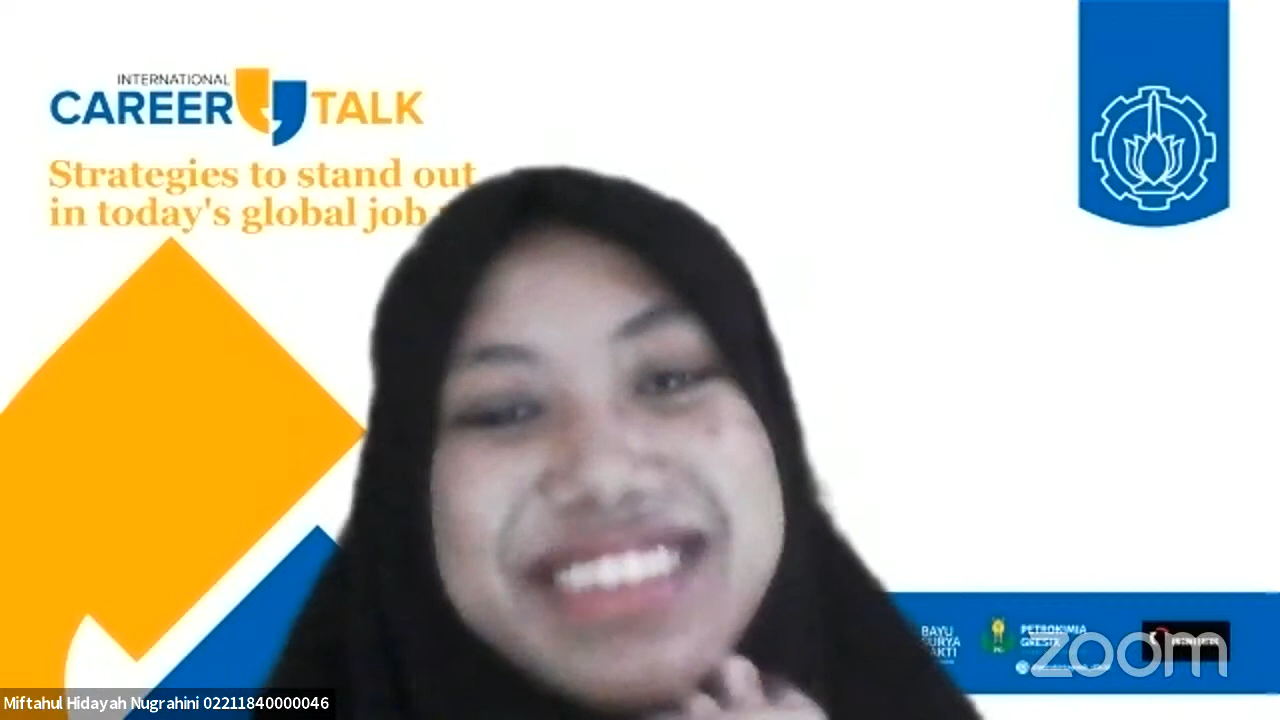 INTERNATIONAL
CAREER TALK
Strategies to stand out
in today's global job
BAYU
SURYA
SAKTI
PETROKIMIA
GRESIK
zoom
Miftahul Hidayah Nugrahini 02211840000046